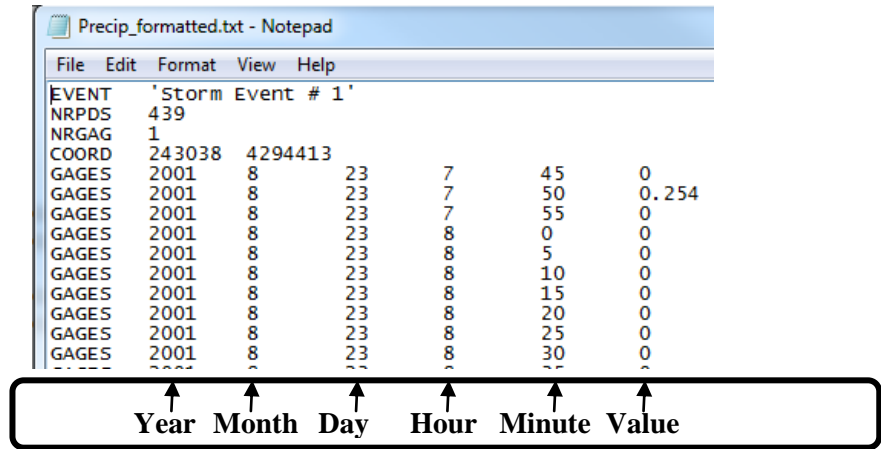 Precip_formatted.txt - Notepad
File Edit Format View Help
EVENT 'Storm Event # 1'
NRPDS 439
NRGAG 1
COORD 243038 4294413
GAGES 2001 8 23 7 45 0
GAGES 2001 8 23 7 50 0.254
GAGES 2001 8 23 7 55 0
GAGES 2001 8 23 8 0 0
GAGES 2001 8 23 8 5 0
GAGES 2001 8 23 8 10 0
GAGES 2001 8 23 8 15 0
GAGES 2001 8 23 8 20 0
GAGES 2001 8 23 8 25 0
GAGES 2001 8 23 8 30 0
Year Month Day Hour Minute Value